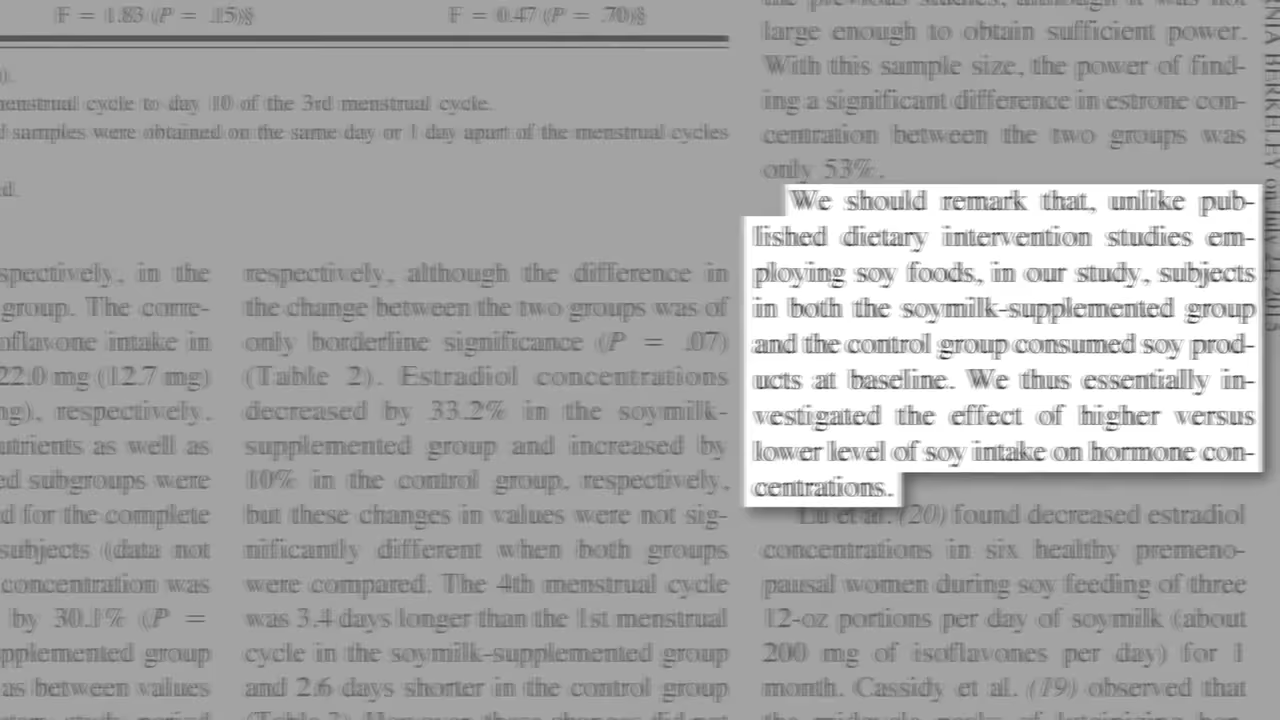 F = 1.83 (P = .15)§
F = 0.47 (P = .70)§
).
menstrual cycle to day 10 of the 3rd menstrual cycle.
d samples were obtained on the same day or 1 day apart of the menstrual cycles
ed.
spectively, in the
group. The corre-
oflavone intake in
22.0 mg (12.7 mg)
ng), respectively.
utrients as well as
ed subgroups were
d for the complete
subjects (data not
concentration was
by 30.1% (P =
pplemented group
as between values
respectively, although the difference in
the change between the two groups was of
only borderline significance (P = .07)
(Table 2). Estradiol concentrations
decreased by 33.2% in the soymilk-
supplemented group and increased by
10% in the control group, respectively,
but these changes in values were not sig-
nificantly different when both groups
were compared. The 4th menstrual cycle
was 3.4 days longer than the 1st menstrual
cycle in the soymilk-supplemented group
and 2.6 days shorter in the control group
the previous studies, although it was not
large enough to obtain sufficient power.
With this sample size, the power of find-
ing a significant difference in estrone con-
centration between the two groups was
only 53%.
We should remark that, unlike pub-
lished dietary intervention studies em-
ploying soy foods, in our study, subjects
in both the soymilk-supplemented group
and the control group consumed soy prod-
ucts at baseline. We thus essentially in-
vestigated the effect of higher versus
lower level of soy intake on hormone con-
centrations.
Lu et al. (20) found decreased estradiol
concentrations in six healthy premeno-
pausal women during soy feeding of three
12-oz portions per day of soymilk (about
200 mg of isoflavones per day) for 1
month. Cassidy et al. (19) observed that